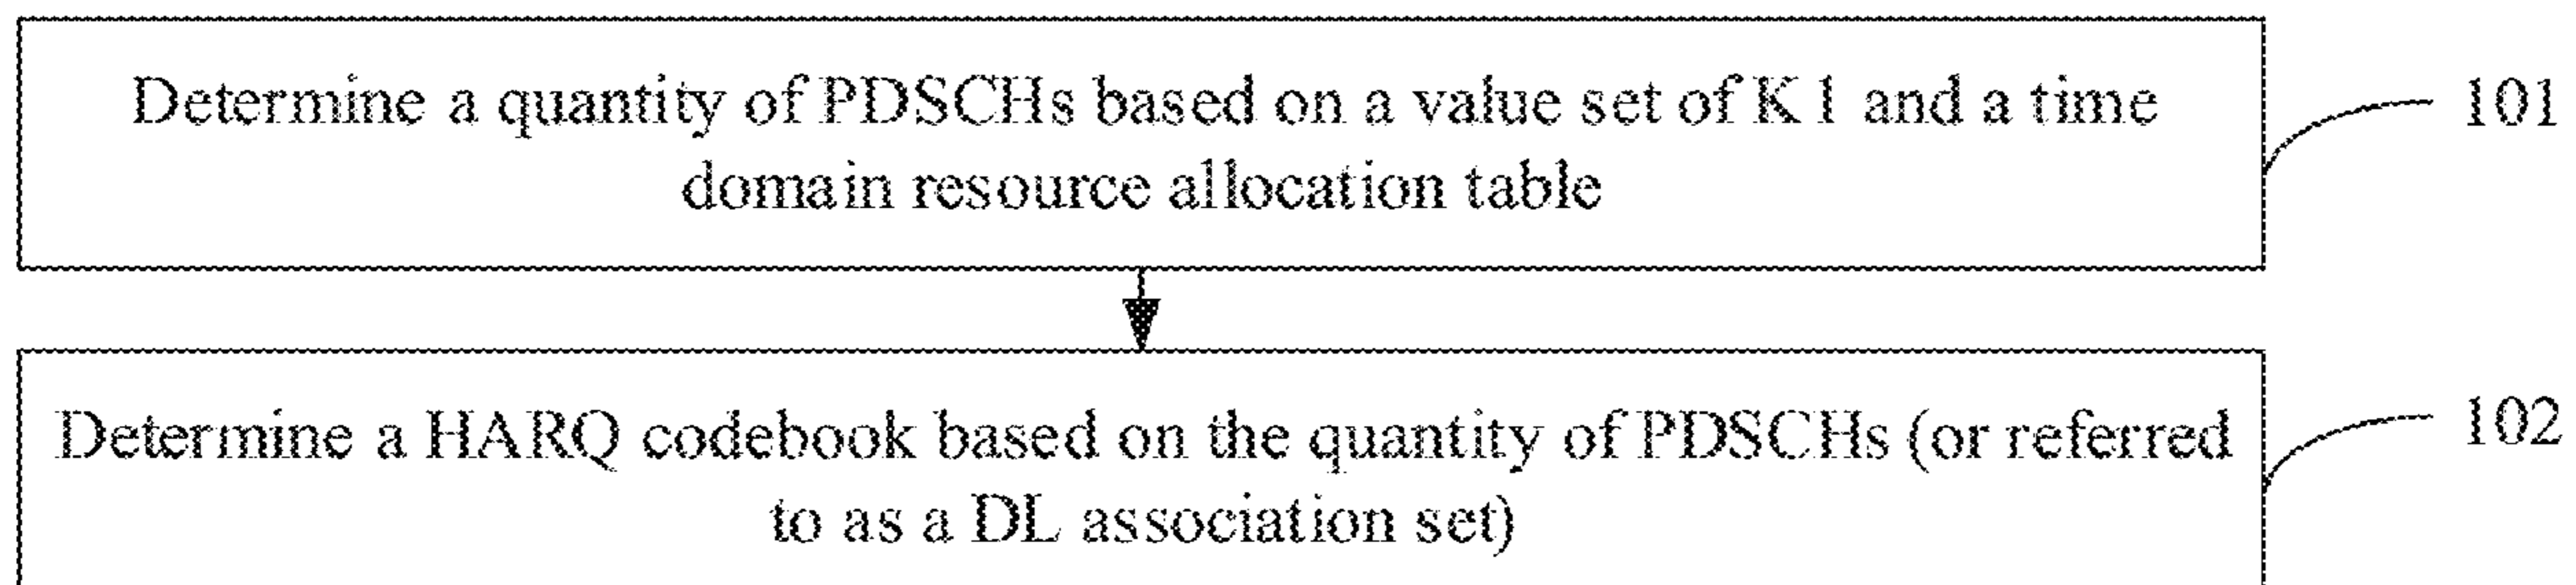 Determine a quantity of PDSCHs based on a value set of K1 and a time
domain resource allocation table
101
Determine a HARQ codebook based on the quantity of PDSCHs (or referred
to as a DL association set)
102